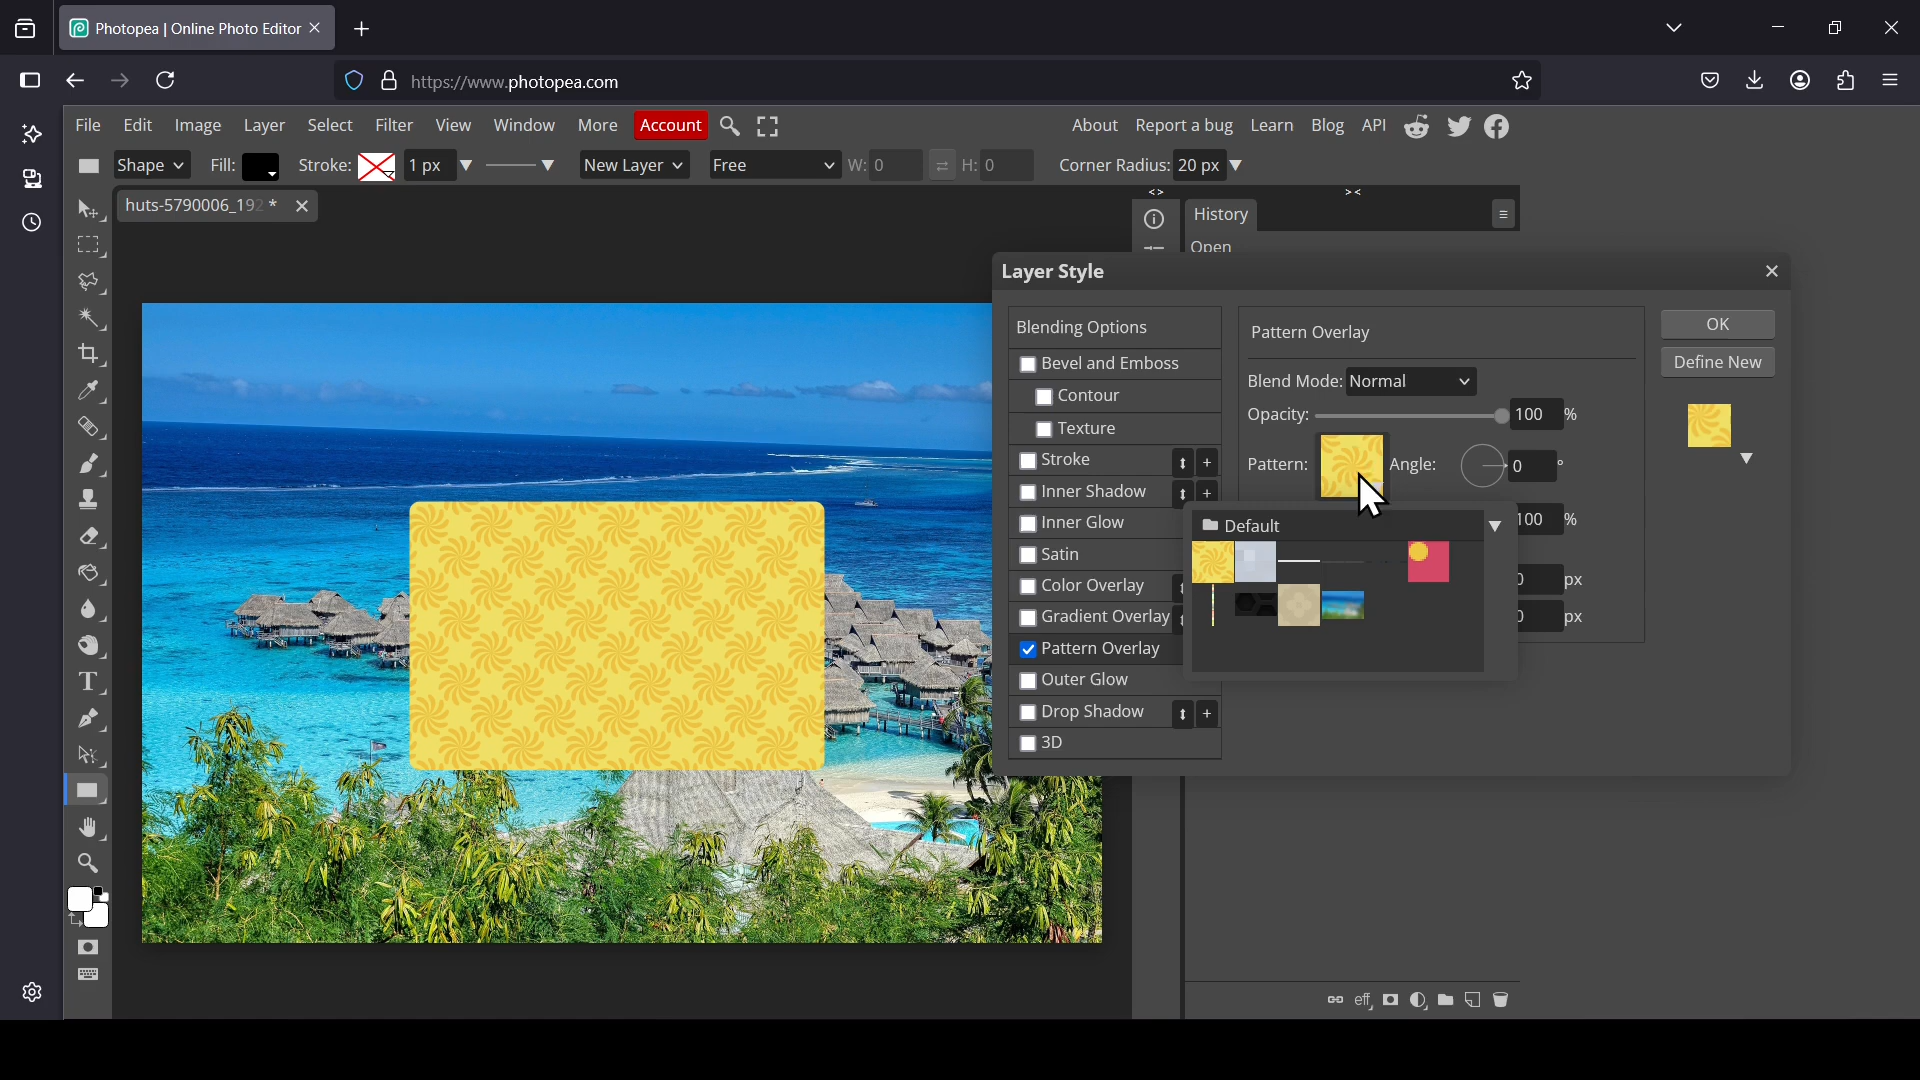 Photopea | Online Photo Editor
https://www.photopea.com
File Edit Image Layer Select Filter View Window More Account About Report a bug Learn Blog API
Shape Fill: Stroke: 1 px New Layer Free W: 0 H: 0 Corner Radius: 20 px
huts-5790006_192 *
< >
> <
History
Open
Layer Style
Blending Options
Bevel and Emboss
Contour
Texture
Stroke +
Inner Shadow +
Inner Glow
Satin
Color Overlay
Gradient Overlay
Pattern Overlay
Outer Glow
Drop Shadow +
3D
Pattern Overlay
Blend Mode: Normal
Opacity: 100 %
Pattern: Angle: 0 °
Default
100 %
0 px
0 px
OK
Define New
T
eff